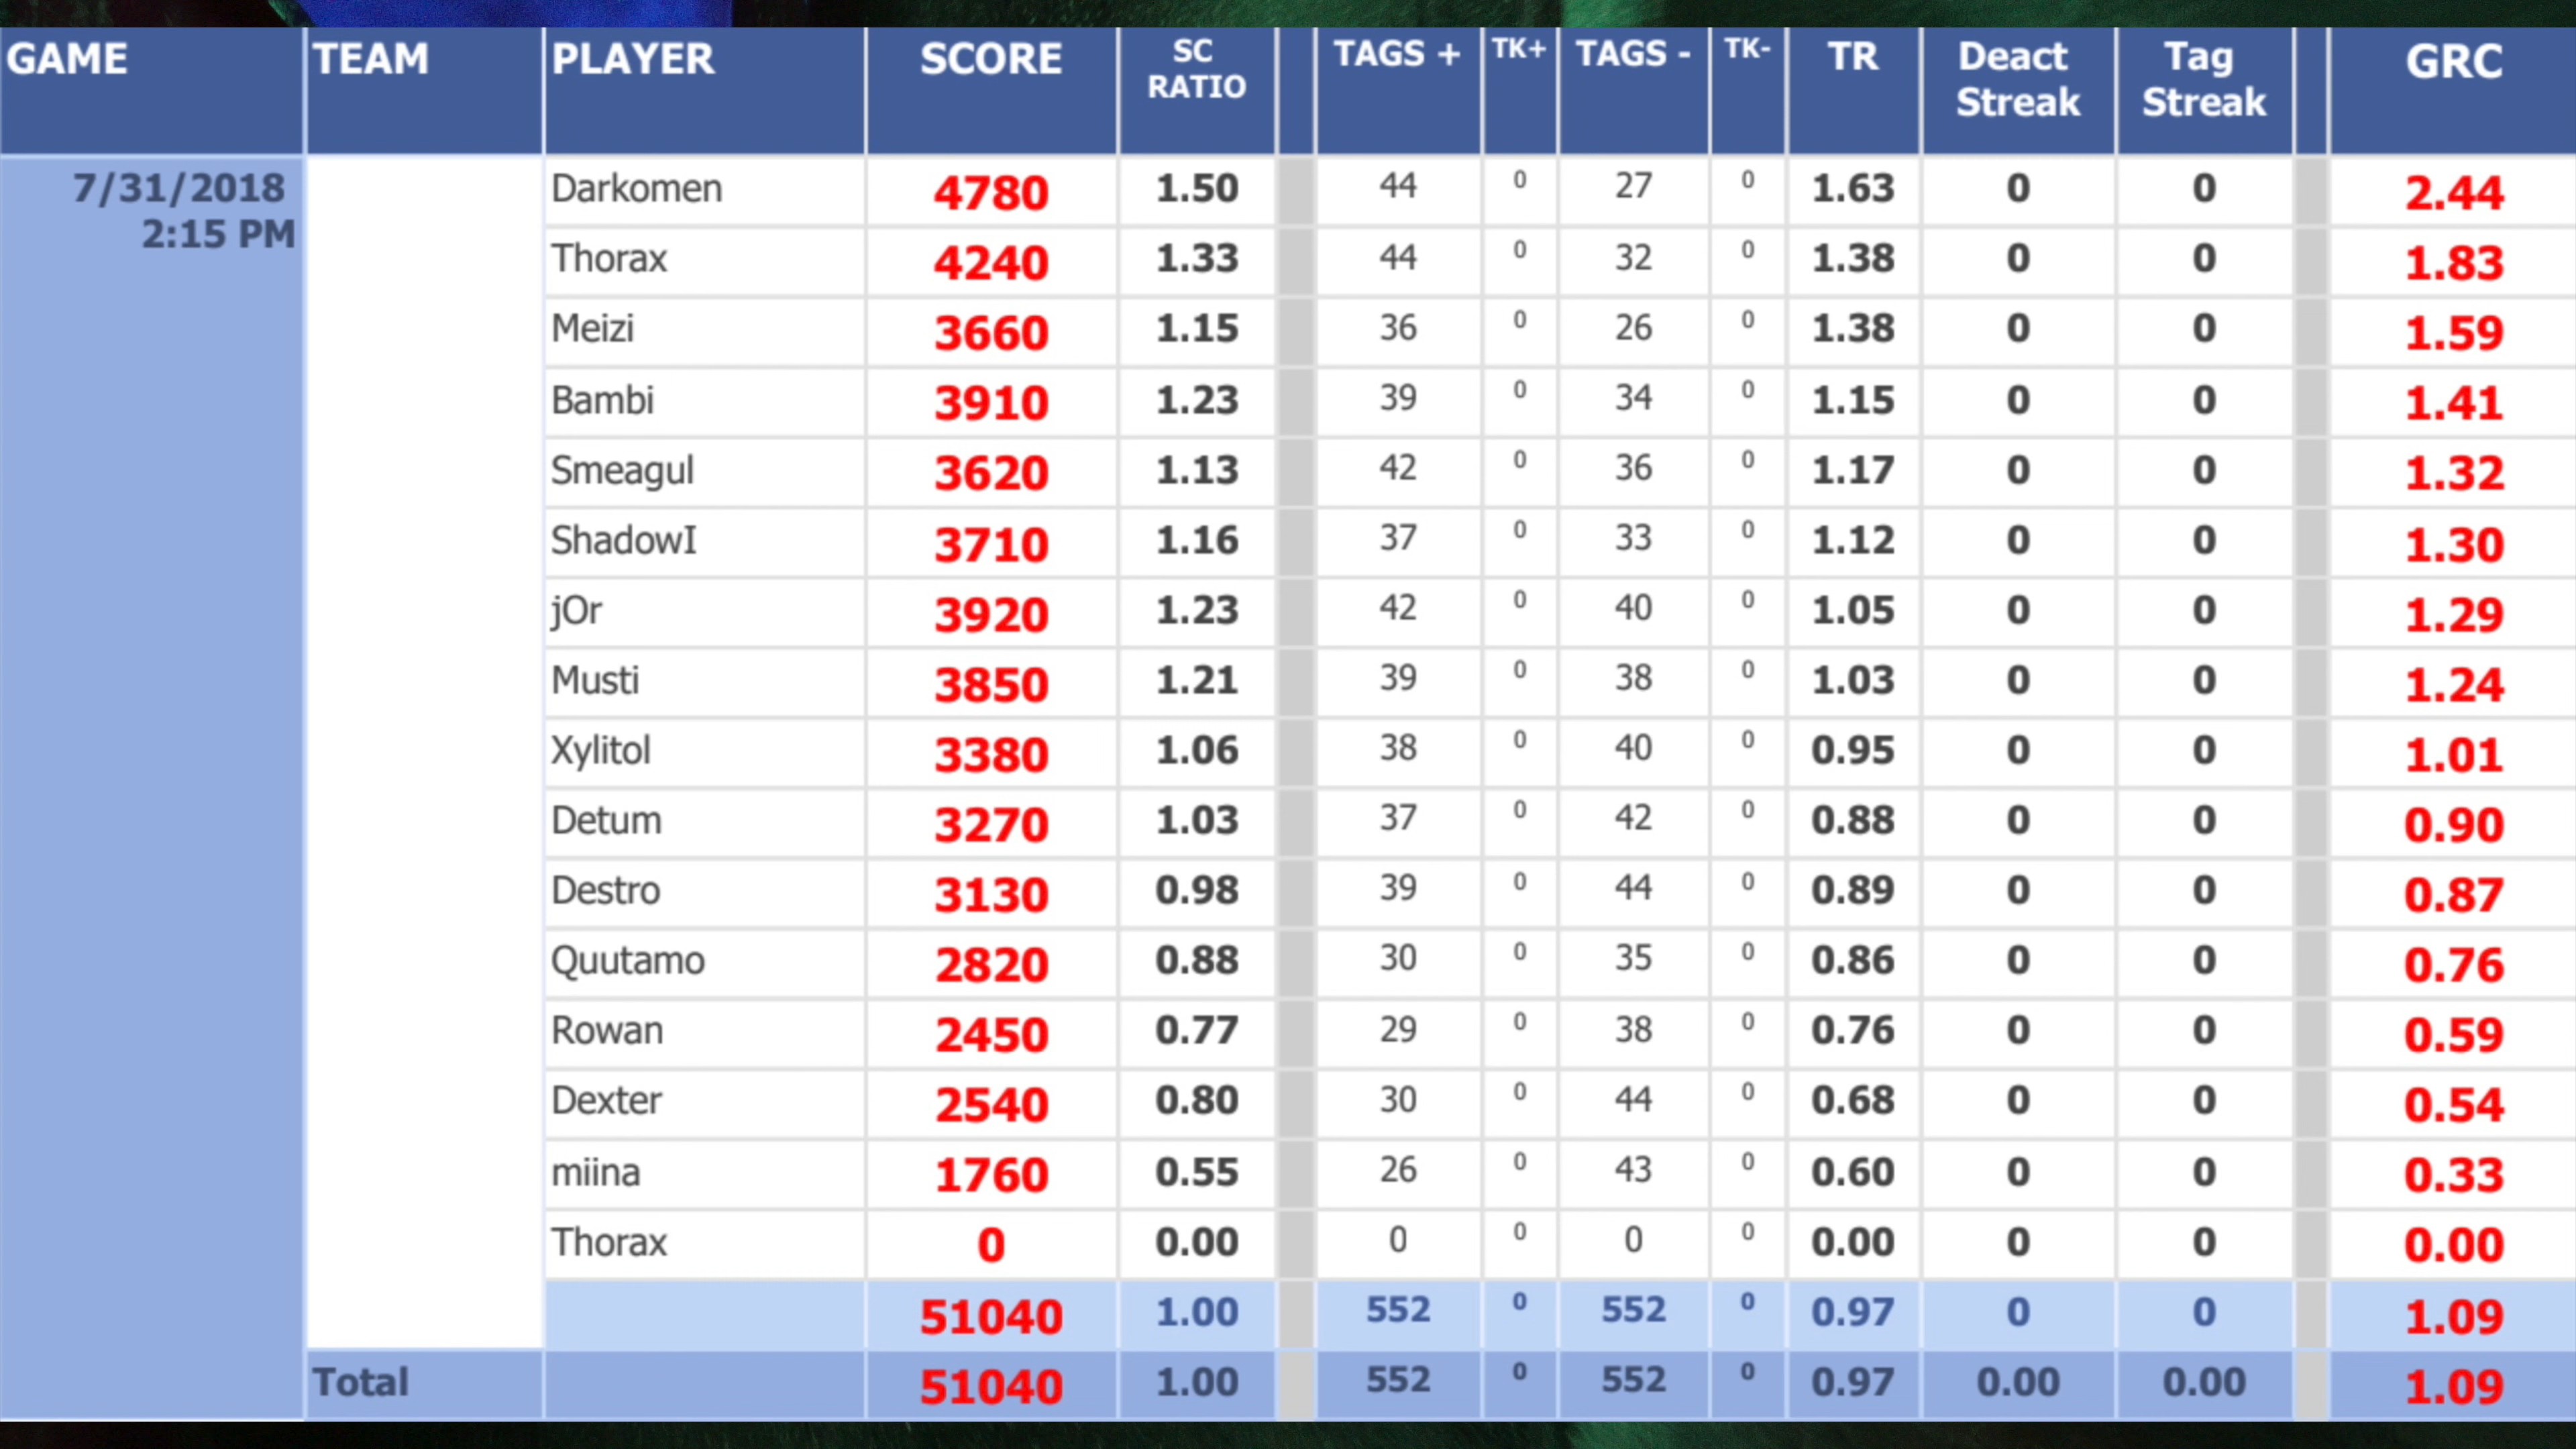 GAME TEAM PLAYER SCORE SC RATIO TAGS + TK+ TAGS - TK- TR Deact Streak Tag Streak GRC
7/31/2018 2:15 PM Darkomen 4780 1.50 44 0 27 0 1.63 0 0 2.44
Thorax 4240 1.33 44 0 32 0 1.38 0 0 1.83
Meizi 3660 1.15 36 0 26 0 1.38 0 0 1.59
Bambi 3910 1.23 39 0 34 0 1.15 0 0 1.41
Smeagul 3620 1.13 42 0 36 0 1.17 0 0 1.32
ShadowI 3710 1.16 37 0 33 0 1.12 0 0 1.30
jOr 3920 1.23 42 0 40 0 1.05 0 0 1.29
Musti 3850 1.21 39 0 38 0 1.03 0 0 1.24
Xylitol 3380 1.06 38 0 40 0 0.95 0 0 1.01
Detum 3270 1.03 37 0 42 0 0.88 0 0 0.90
Destro 3130 0.98 39 0 44 0 0.89 0 0 0.87
Quutamo 2820 0.88 30 0 35 0 0.86 0 0 0.76
Rowan 2450 0.77 29 0 38 0 0.76 0 0 0.59
Dexter 2540 0.80 30 0 44 0 0.68 0 0 0.54
miina 1760 0.55 26 0 43 0 0.60 0 0 0.33
Thorax 0 0.00 0 0 0 0 0.00 0 0 0.00
51040 1.00 552 0 552 0 0.97 0 0 1.09
Total 51040 1.00 552 0 552 0 0.97 0.00 0.00 1.09